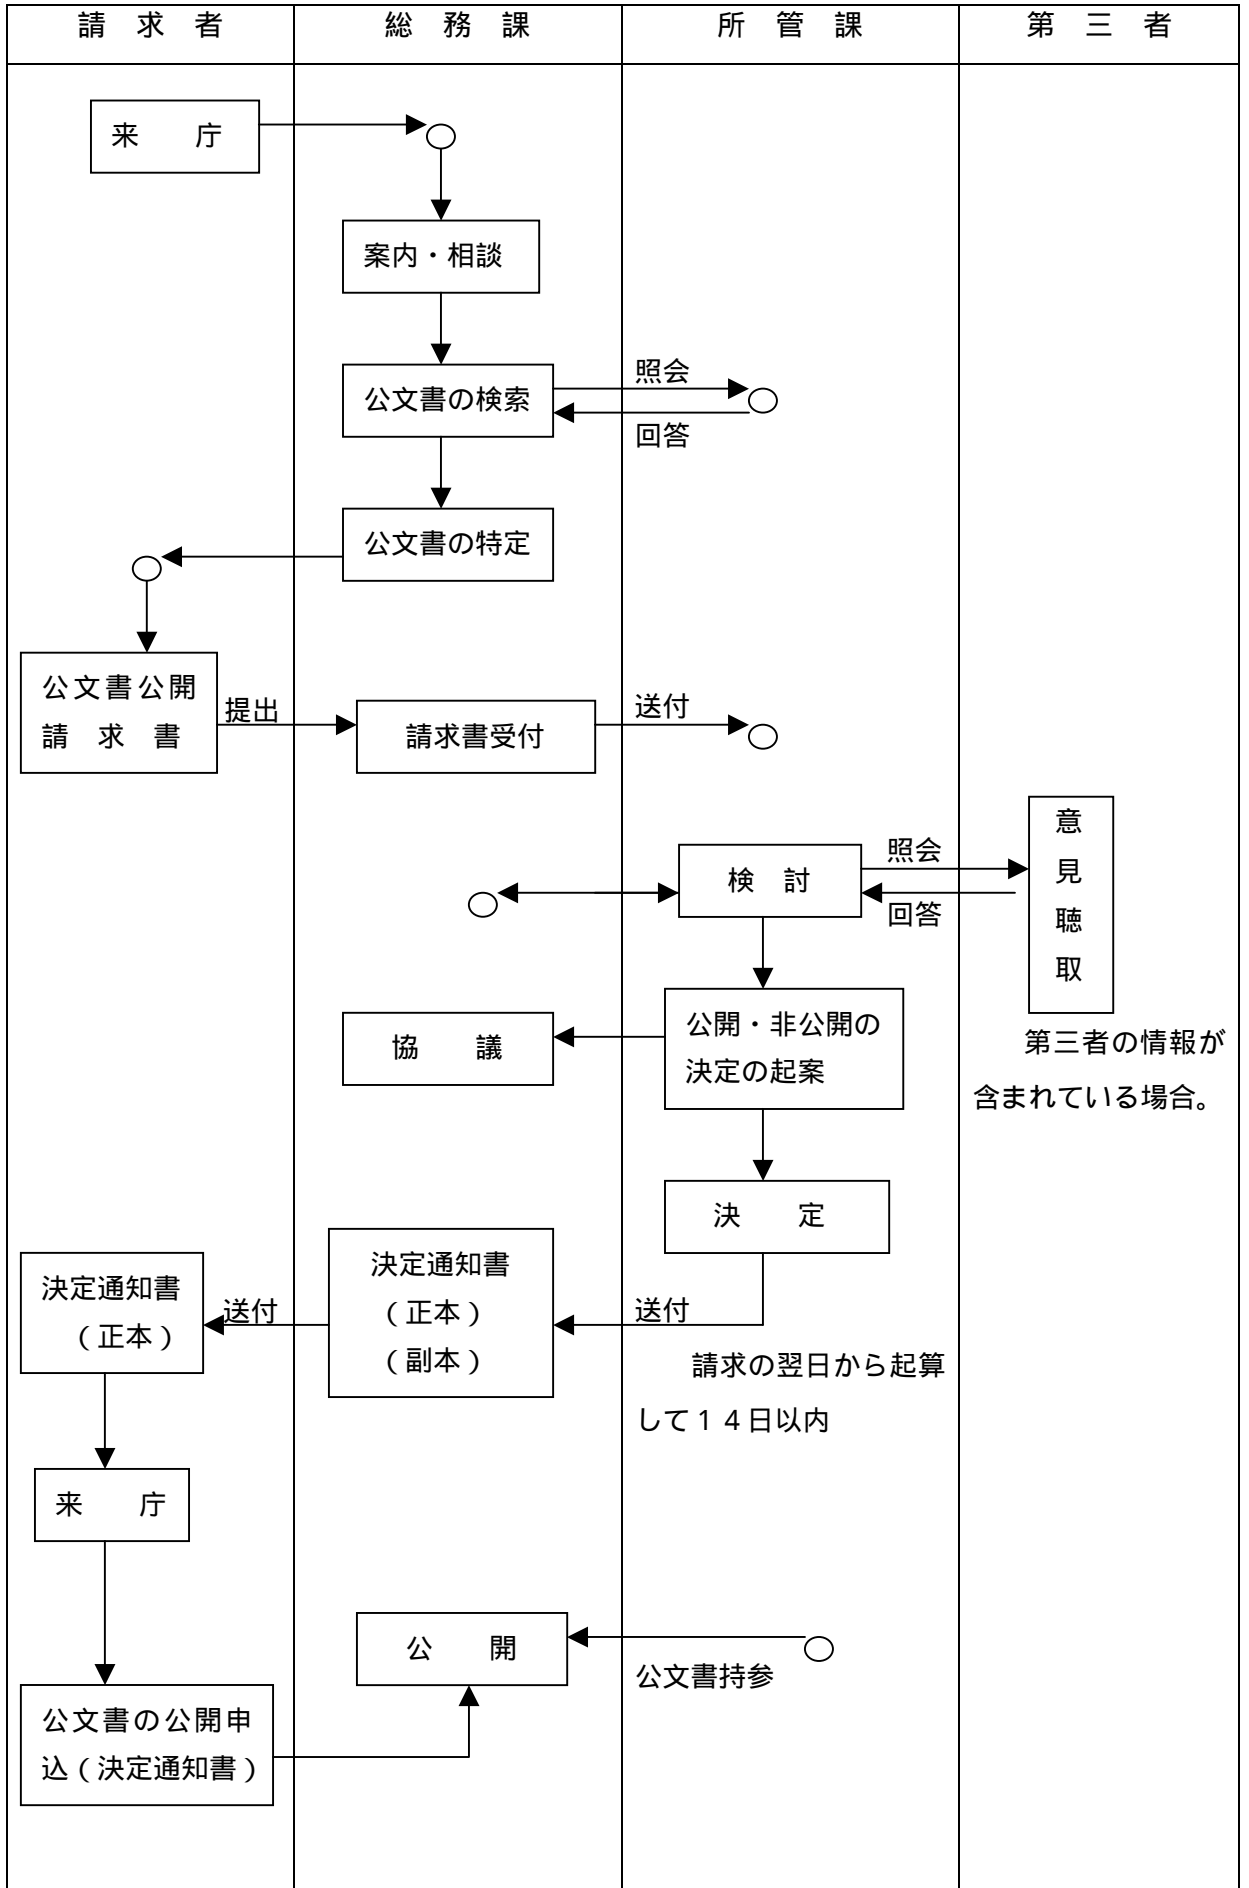 請　求　者
総　務　課
所　管　課
第　三　者
来　　庁
案内・相談
公文書の検索
照会
回答
公文書の特定
公文書公開
請　求　書
提出
請求書受付
送付
検　討
照会
回答
意
見
聴
取
第三者の情報が
含まれている場合。
公開・非公開の
決定の起案
協　　議
決　　定
送付
請求の翌日から起算
して１４日以内
決定通知書
（正本）
（副本）
送付
決定通知書
（正本）
来　　庁
公　　開
公文書持参
公文書の公開申
込（決定通知書）